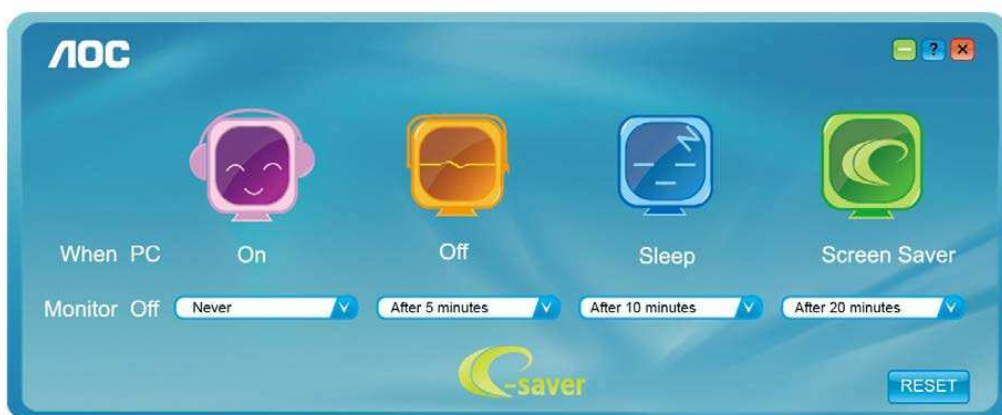 AOC
?
When PC On Off Sleep Screen Saver
Monitor Off Never After 5 minutes After 10 minutes After 20 minutes
e-saver
RESET